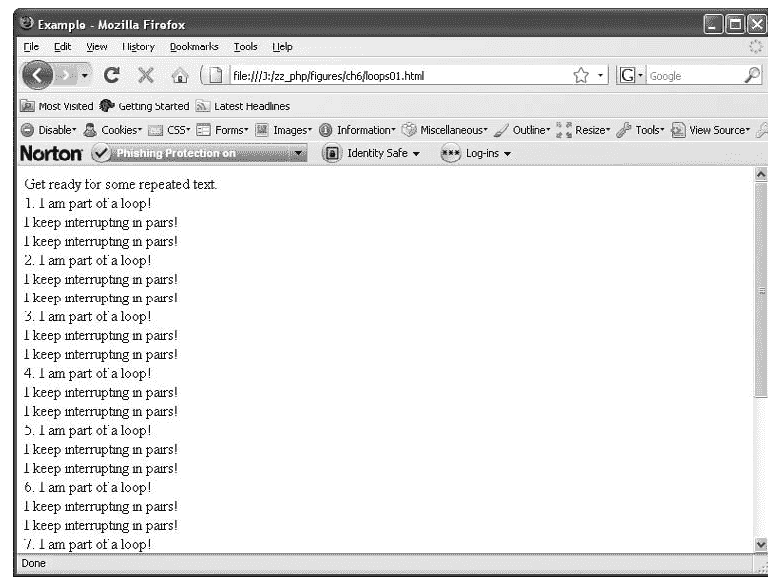 Example - Mozilla Firefox
File Edit View History Bookmarks Tools Help
file:///J:/zz_php/figures/ch6/loops01.html
G Google
Most Visited Getting Started Latest Headlines
Disable Cookies CSS Forms Images Information Miscellaneous Outline Resize Tools View Source
Norton Phishing Protection on Identity Safe Log-ins
Get ready for some repeated text.
1. I am part of a loop!
I keep interrupting in pairs!
I keep interrupting in pairs!
2. I am part of a loop!
I keep interrupting in pairs!
I keep interrupting in pairs!
3. I am part of a loop!
I keep interrupting in pairs!
I keep interrupting in pairs!
4. I am part of a loop!
I keep interrupting in pairs!
I keep interrupting in pairs!
5. I am part of a loop!
I keep interrupting in pairs!
I keep interrupting in pairs!
6. I am part of a loop!
I keep interrupting in pairs!
I keep interrupting in pairs!
7. I am part of a loop!
Done